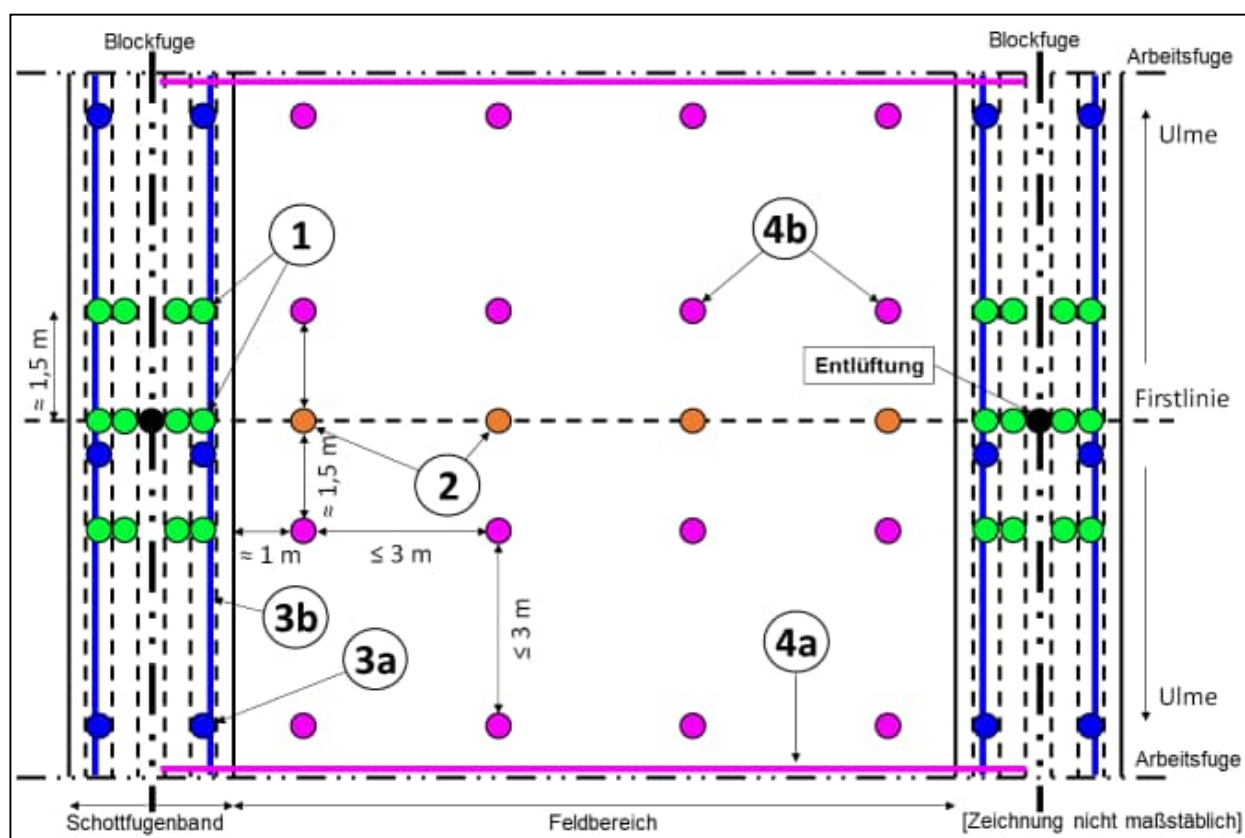 Blockfuge
Blockfuge
Arbeitsfuge
Ulme
1
4b
≈ 1,5 m
Entlüftung
Firstlinie
2
≈ 1,5 m
≈ 1 m
≤ 3 m
3b
≤ 3 m
4a
3a
Ulme
Arbeitsfuge
Schottfugenband
Feldbereich
[Zeichnung nicht maßstäblich]